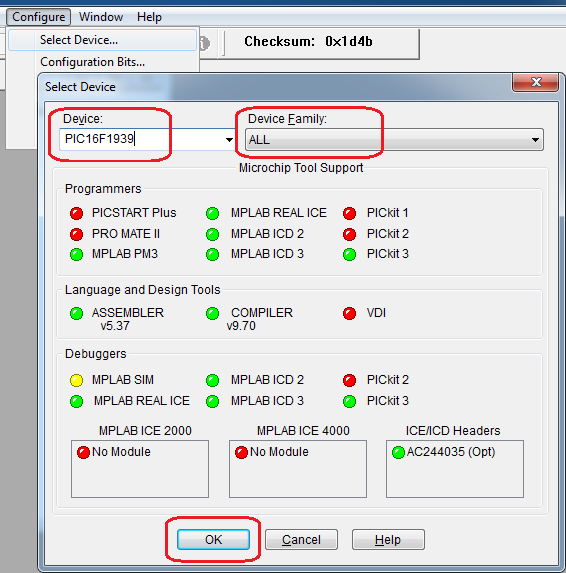 Configure Window Help
Select Device...
Checksum: 0x1d4b
Configuration Bits...
Select Device
Device:
Device Family:
PIC16F1939
ALL
Microchip Tool Support
Programmers
PICSTART Plus MPLAB REAL ICE PICkit 1
PRO MATE II MPLAB ICD 2 PICkit 2
MPLAB PM3 MPLAB ICD 3 PICkit 3
Language and Design Tools
ASSEMBLER COMPILER VDI
v5.37 v9.70
Debuggers
MPLAB SIM MPLAB ICD 2 PICkit 2
MPLAB REAL ICE MPLAB ICD 3 PICkit 3
MPLAB ICE 2000 MPLAB ICE 4000 ICE/ICD Headers
No Module No Module AC244035 (Opt)
OK Cancel Help